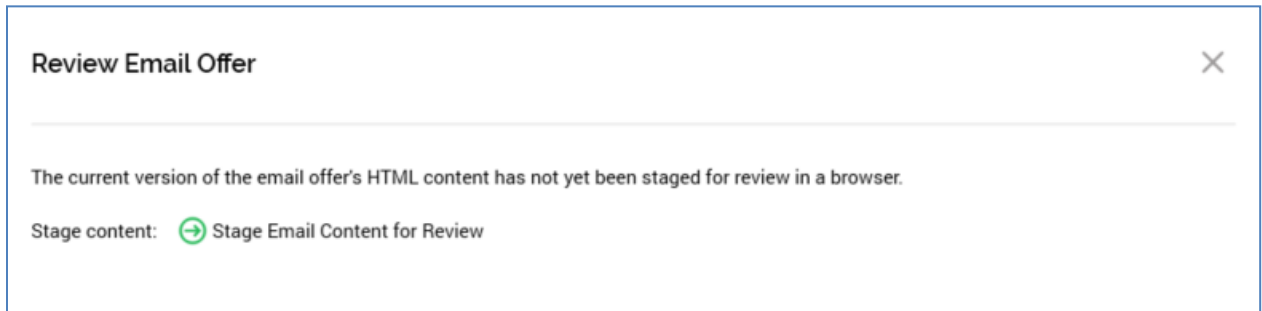 Review Email Offer
The current version of the email offer's HTML content has not yet been staged for review in a browser.
Stage content: Stage Email Content for Review